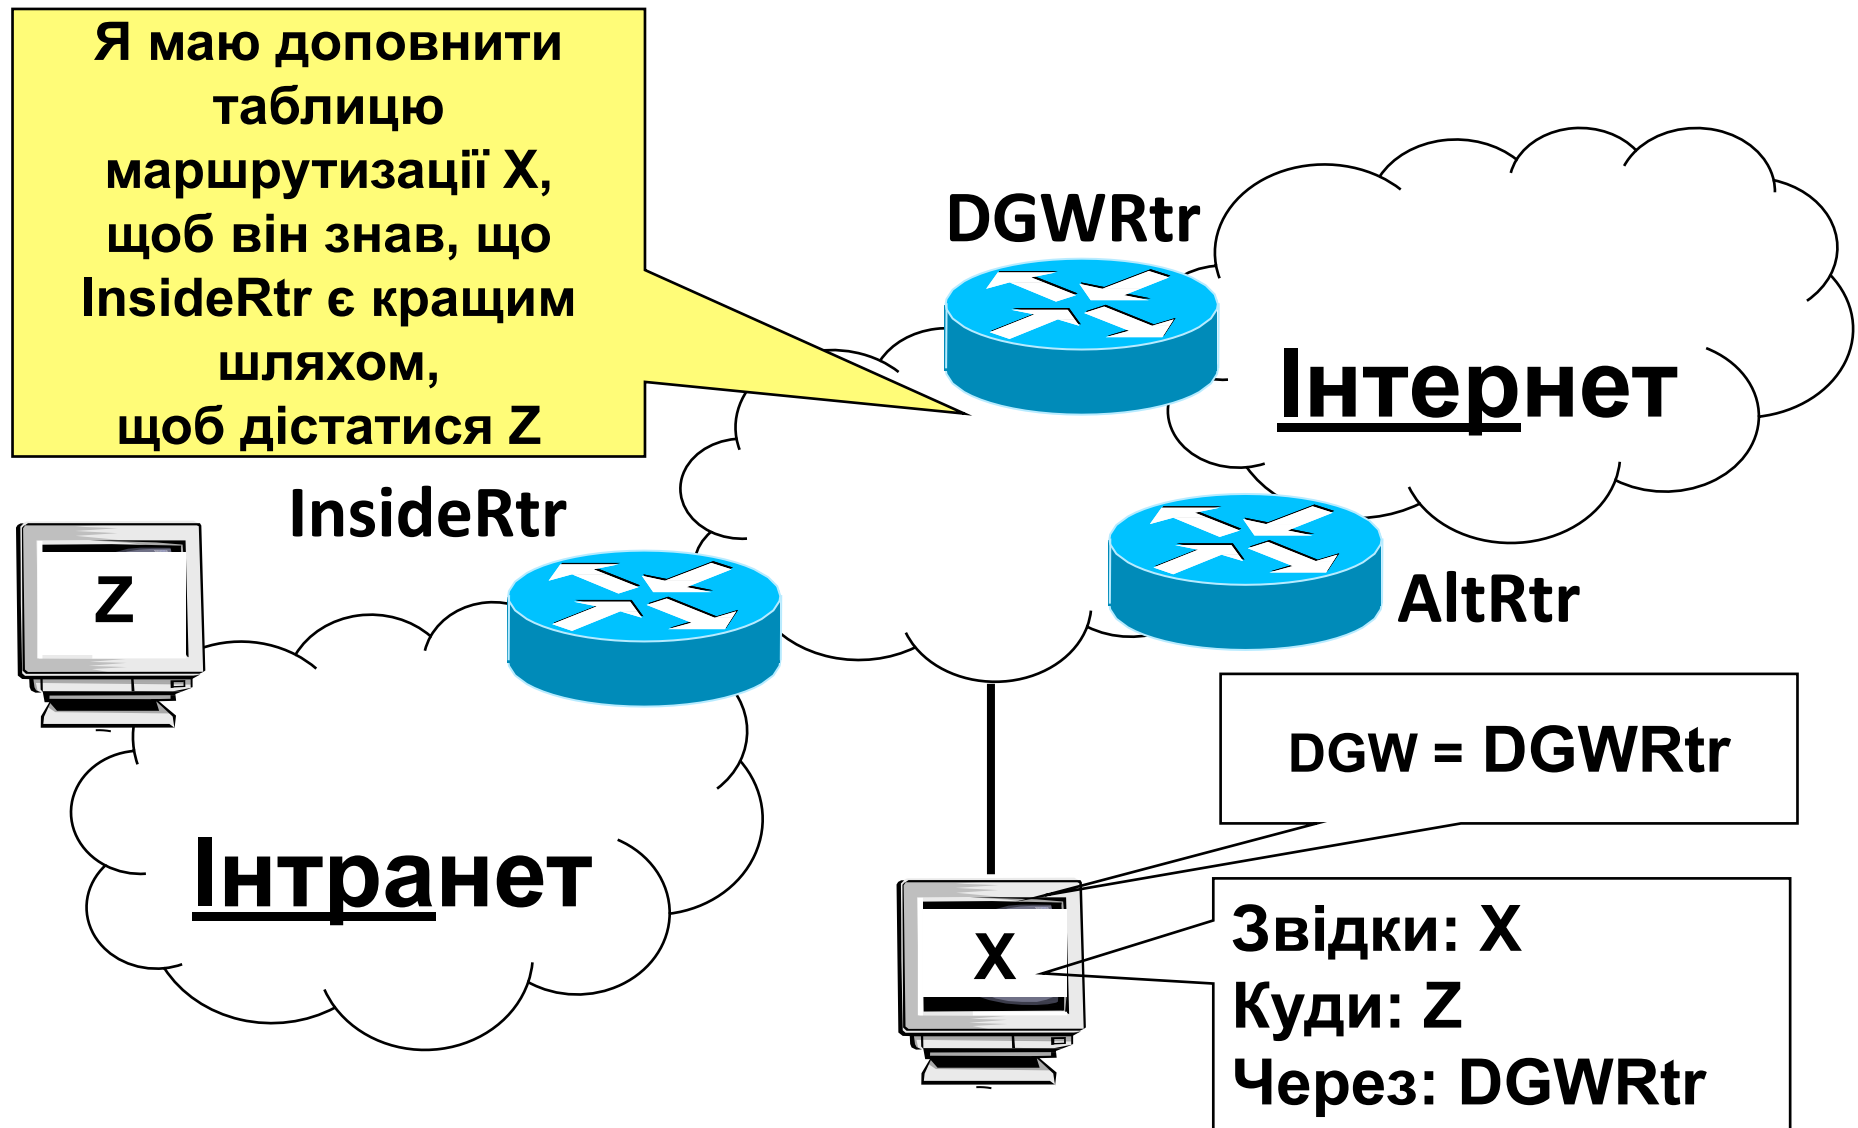 Я маю доповнити
таблицю
маршрутизації X,
щоб він знав, що
InsideRtr є кращим
шляхом,
щоб дістатися Z
DGWRtr
Інтернет
InsideRtr
Z
AltRtr
DGW = DGWRtr
Інтранет
X
Звідки: X
Куди: Z
Через: DGWRtr